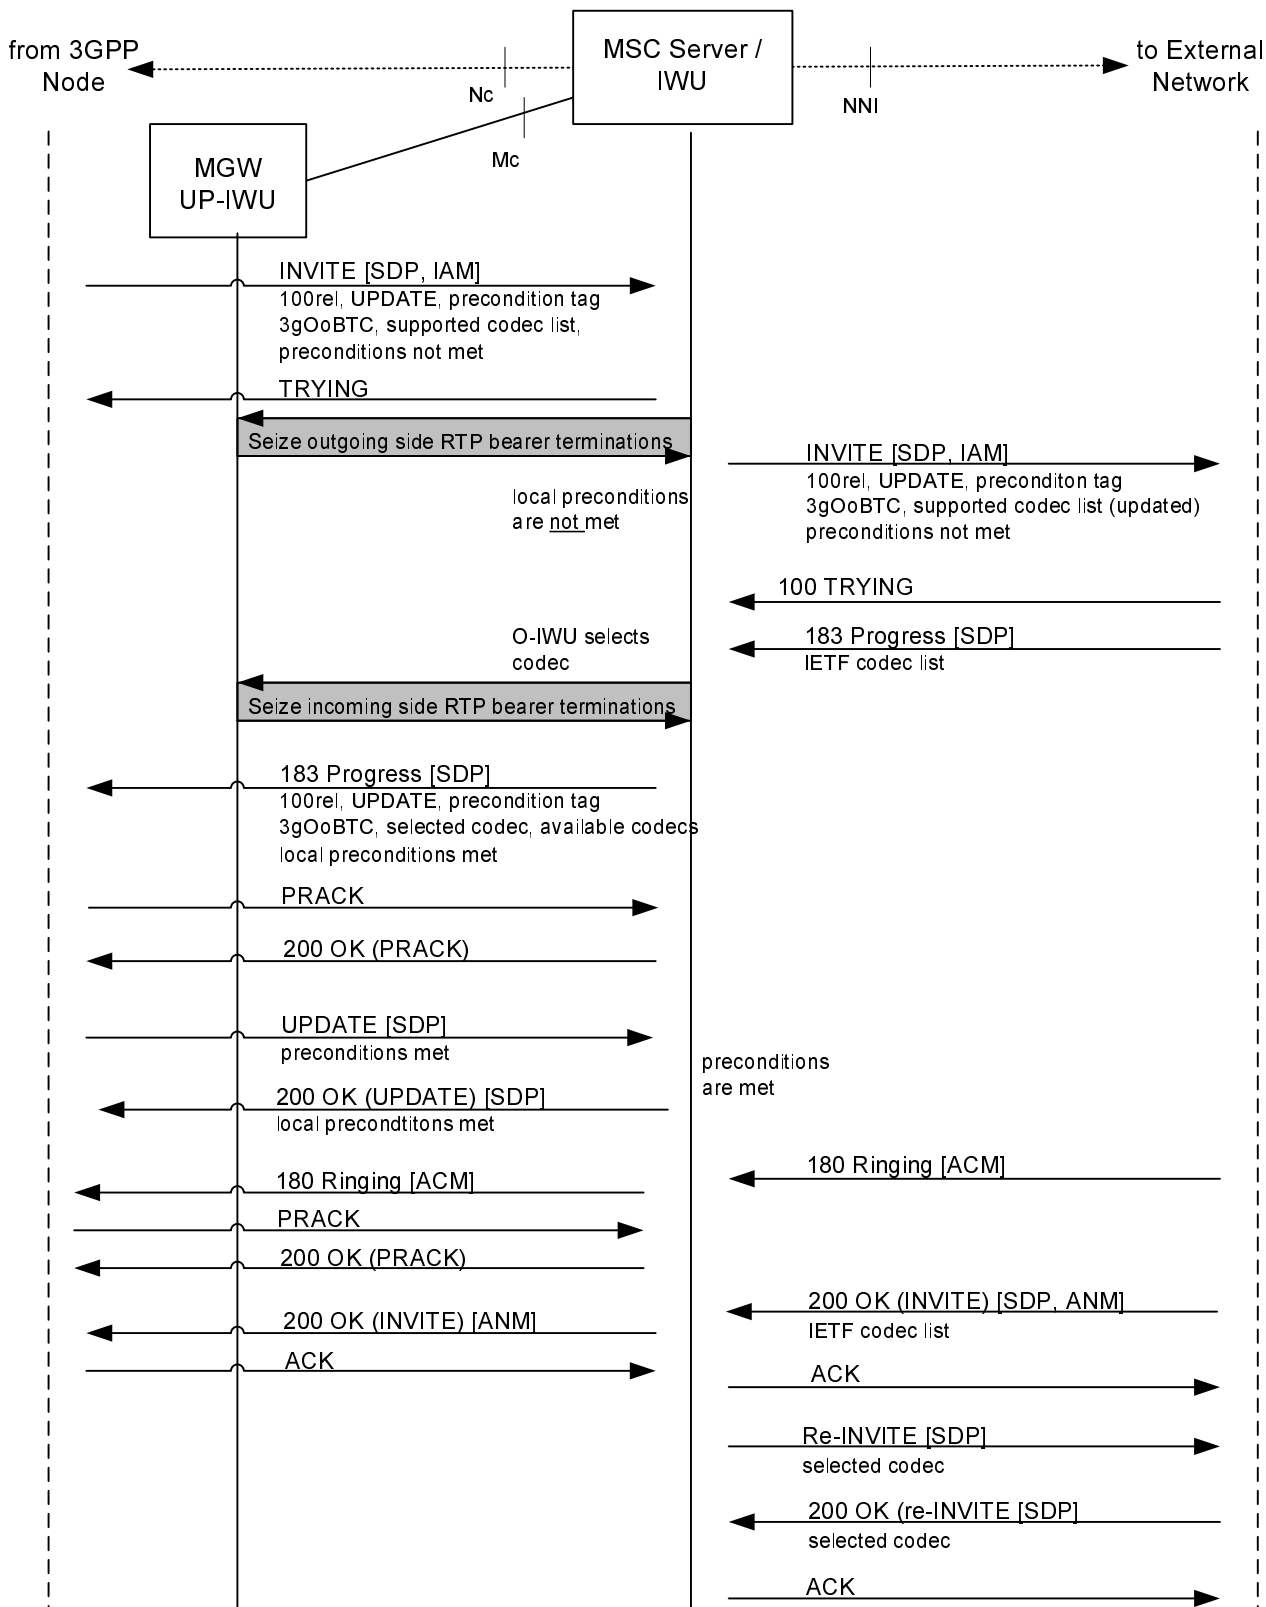 from 3GPP
Node
MSC Server /
IWU
to External
Network
Nc
NNI
Mc
MGW
UP-IWU
INVITE [SDP, IAM]
100rel, UPDATE, precondition tag
3gOoBTC, supported codec list,
preconditions not met
TRYING
Seize outgoing side RTP bearer terminations
INVITE [SDP, IAM]
100rel, UPDATE, preconditon tag
3gOoBTC, supported codec list (updated)
preconditions not met
local preconditions
are not met
100 TRYING
O-IWU selects
codec
183 Progress [SDP]
IETF codec list
Seize incoming side RTP bearer terminations
183 Progress [SDP]
100rel, UPDATE, precondition tag
3gOoBTC, selected codec, available codecs
local preconditions met
PRACK
200 OK (PRACK)
UPDATE [SDP]
preconditions met
preconditions
are met
200 OK (UPDATE) [SDP]
local precondtitons met
180 Ringing [ACM]
180 Ringing [ACM]
PRACK
200 OK (PRACK)
200 OK (INVITE) [SDP, ANM]
IETF codec list
200 OK (INVITE) [ANM]
ACK
ACK
Re-INVITE [SDP]
selected codec
200 OK (re-INVITE [SDP]
selected codec
ACK